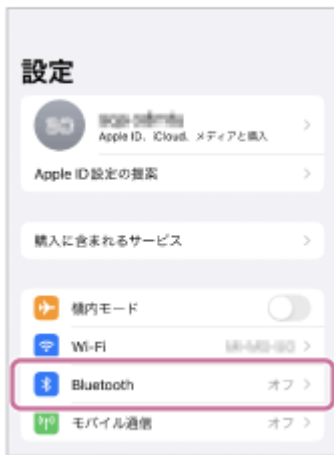 設定
Apple ID、iCloud、メディアと購入
Apple ID設定の提案
購入に含まれるサービス
機内モード
Wi-Fi
Bluetooth オフ
モバイル通信 オフ